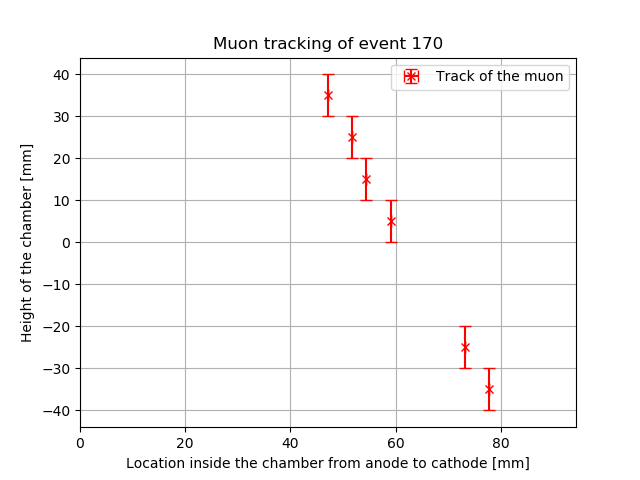 Muon tracking of event 170
Track of the muon
Height of the chamber [mm]
40
30
20
10
0
−10
−20
−30
−40
0 20 40 60 80
Location inside the chamber from anode to cathode [mm]